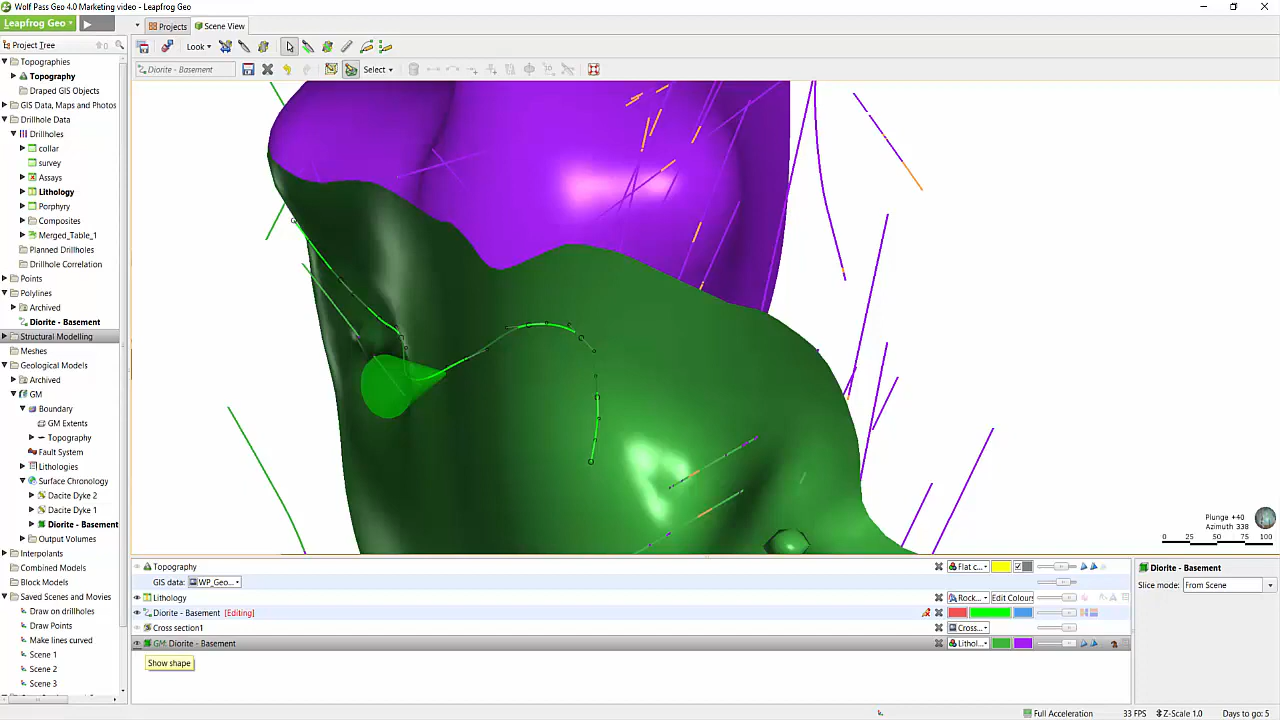 Wolf Pass Geo 4.0 Marketing video - Leapfrog Geo
Leapfrog Geo
Projects
Scene View
Project Tree
Look
Diorite - Basement
Select
Topographies
Topography
Draped GIS Objects
GIS Data, Maps and Photos
Drillhole Data
Drillholes
collar
survey
Assays
Lithology
Porphyry
Composites
Merged_Table_1
Planned Drillholes
Drillhole Correlation
Points
Polylines
Archived
Diorite - Basement
Structural Modelling
Meshes
Geological Models
Archived
GM
Boundary
GM Extents
Topography
Fault System
Lithologies
Surface Chronology
Dacite Dyke 2
Dacite Dyke 1
Diorite - Basement
Output Volumes
Interpolants
Combined Models
Block Models
Saved Scenes and Movies
Draw on drillholes
Draw Points
Make lines curved
Scene 1
Scene 2
Scene 3
Plunge +40
Azimuth 338
0 25 50 75 100
Topography
Flat c...
GIS data: WP_Geo...
Lithology
Rock... Edit Colours
Diorite - Basement [Editing]
Cross section1
Cross...
GM: Diorite - Basement
Lithol...
Show shape
Diorite - Basement
Slice mode: From Scene
Full Acceleration
33 FPS
Z-Scale 1.0
Days to go: 5